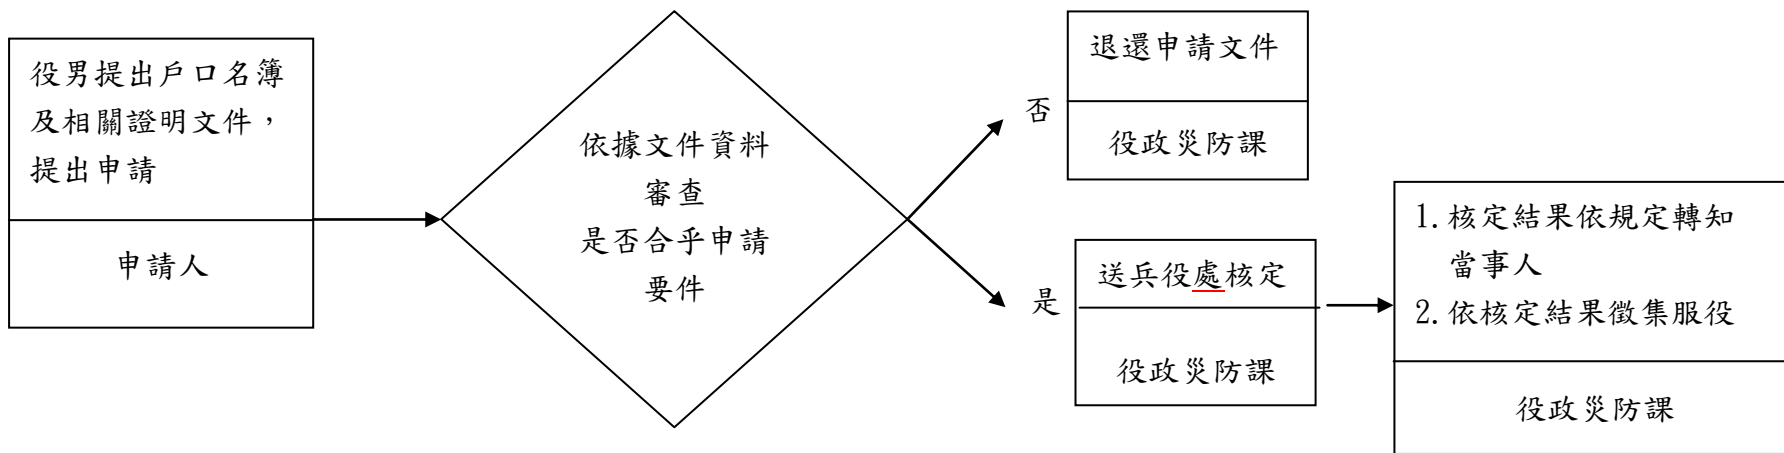 役男提出戶口名簿
及相關證明文件，
提出申請
申請人
依據文件資料
審查
是否合乎申請
要件
否
退還申請文件
役政災防課
是
送兵役處核定
役政災防課
1.核定結果依規定轉知
當事人
2.依核定結果徵集服役
役政災防課